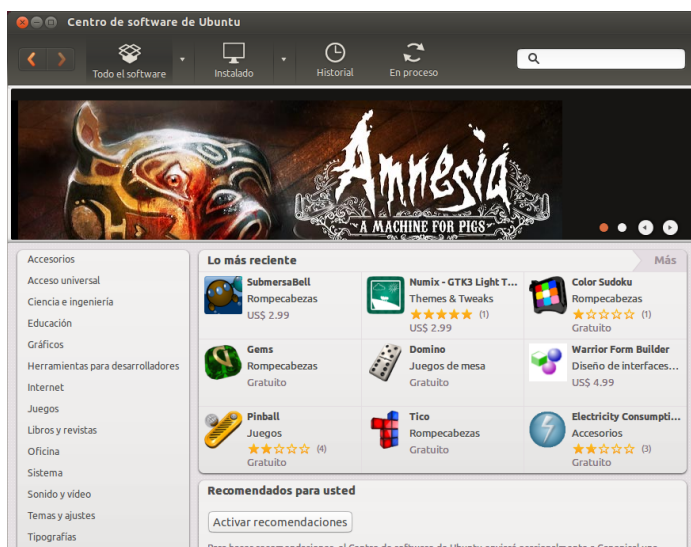 Centro de software de Ubuntu
Todo el software
Instalado
Historial
En proceso
Amnesia
A MACHINE FOR PIGS
Accesorios
Acceso universal
Ciencia e ingeniería
Educación
Gráficos
Herramientas para desarrolladores
Internet
Juegos
Libros y revistas
Oficina
Sistema
Sonido y vídeo
Temas y ajustes
Tipografías
Lo más reciente
Más
SubmersaBell
Rompecabezas
US$ 2.99
Numix - GTK3 Light T...
Themes & Tweaks
(1)
US$ 2.99
Color Sudoku
Rompecabezas
(1)
Gratuito
Gems
Rompecabezas
Gratuito
Domino
Juegos de mesa
Gratuito
Warrior Form Builder
Diseño de interfaces...
US$ 4.99
Pinball
Juegos
(4)
Gratuito
Tico
Rompecabezas
Gratuito
Electricity Consumpti...
Accesorios
(3)
Gratuito
Recomendados para usted
Activar recomendaciones